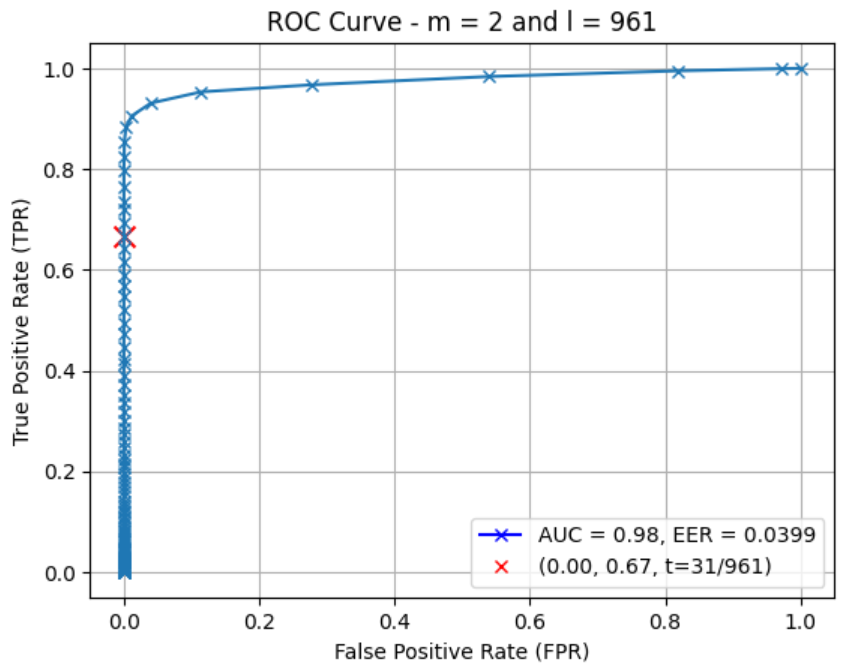 ROC Curve - m = 2 and l = 961
1.0
0.8
0.6
0.4
0.2
0.0
True Positive Rate (TPR)
AUC = 0.98, EER = 0.0399
(0.00, 0.67, t=31/961)
0.0 0.2 0.4 0.6 0.8 1.0
False Positive Rate (FPR)